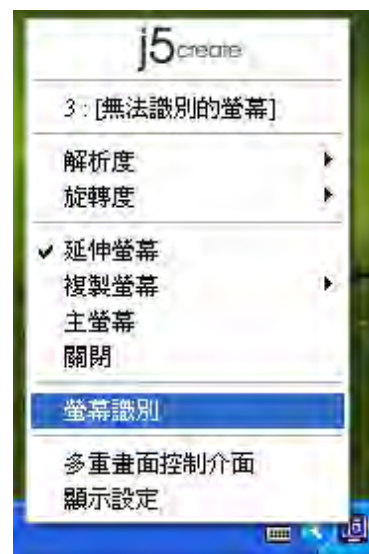 j5create
3 : [無法識別的螢幕]
解析度
旋轉度
延伸螢幕
複製螢幕
主螢幕
關閉
螢幕識別
多重畫面控制介面
顯示設定
j5